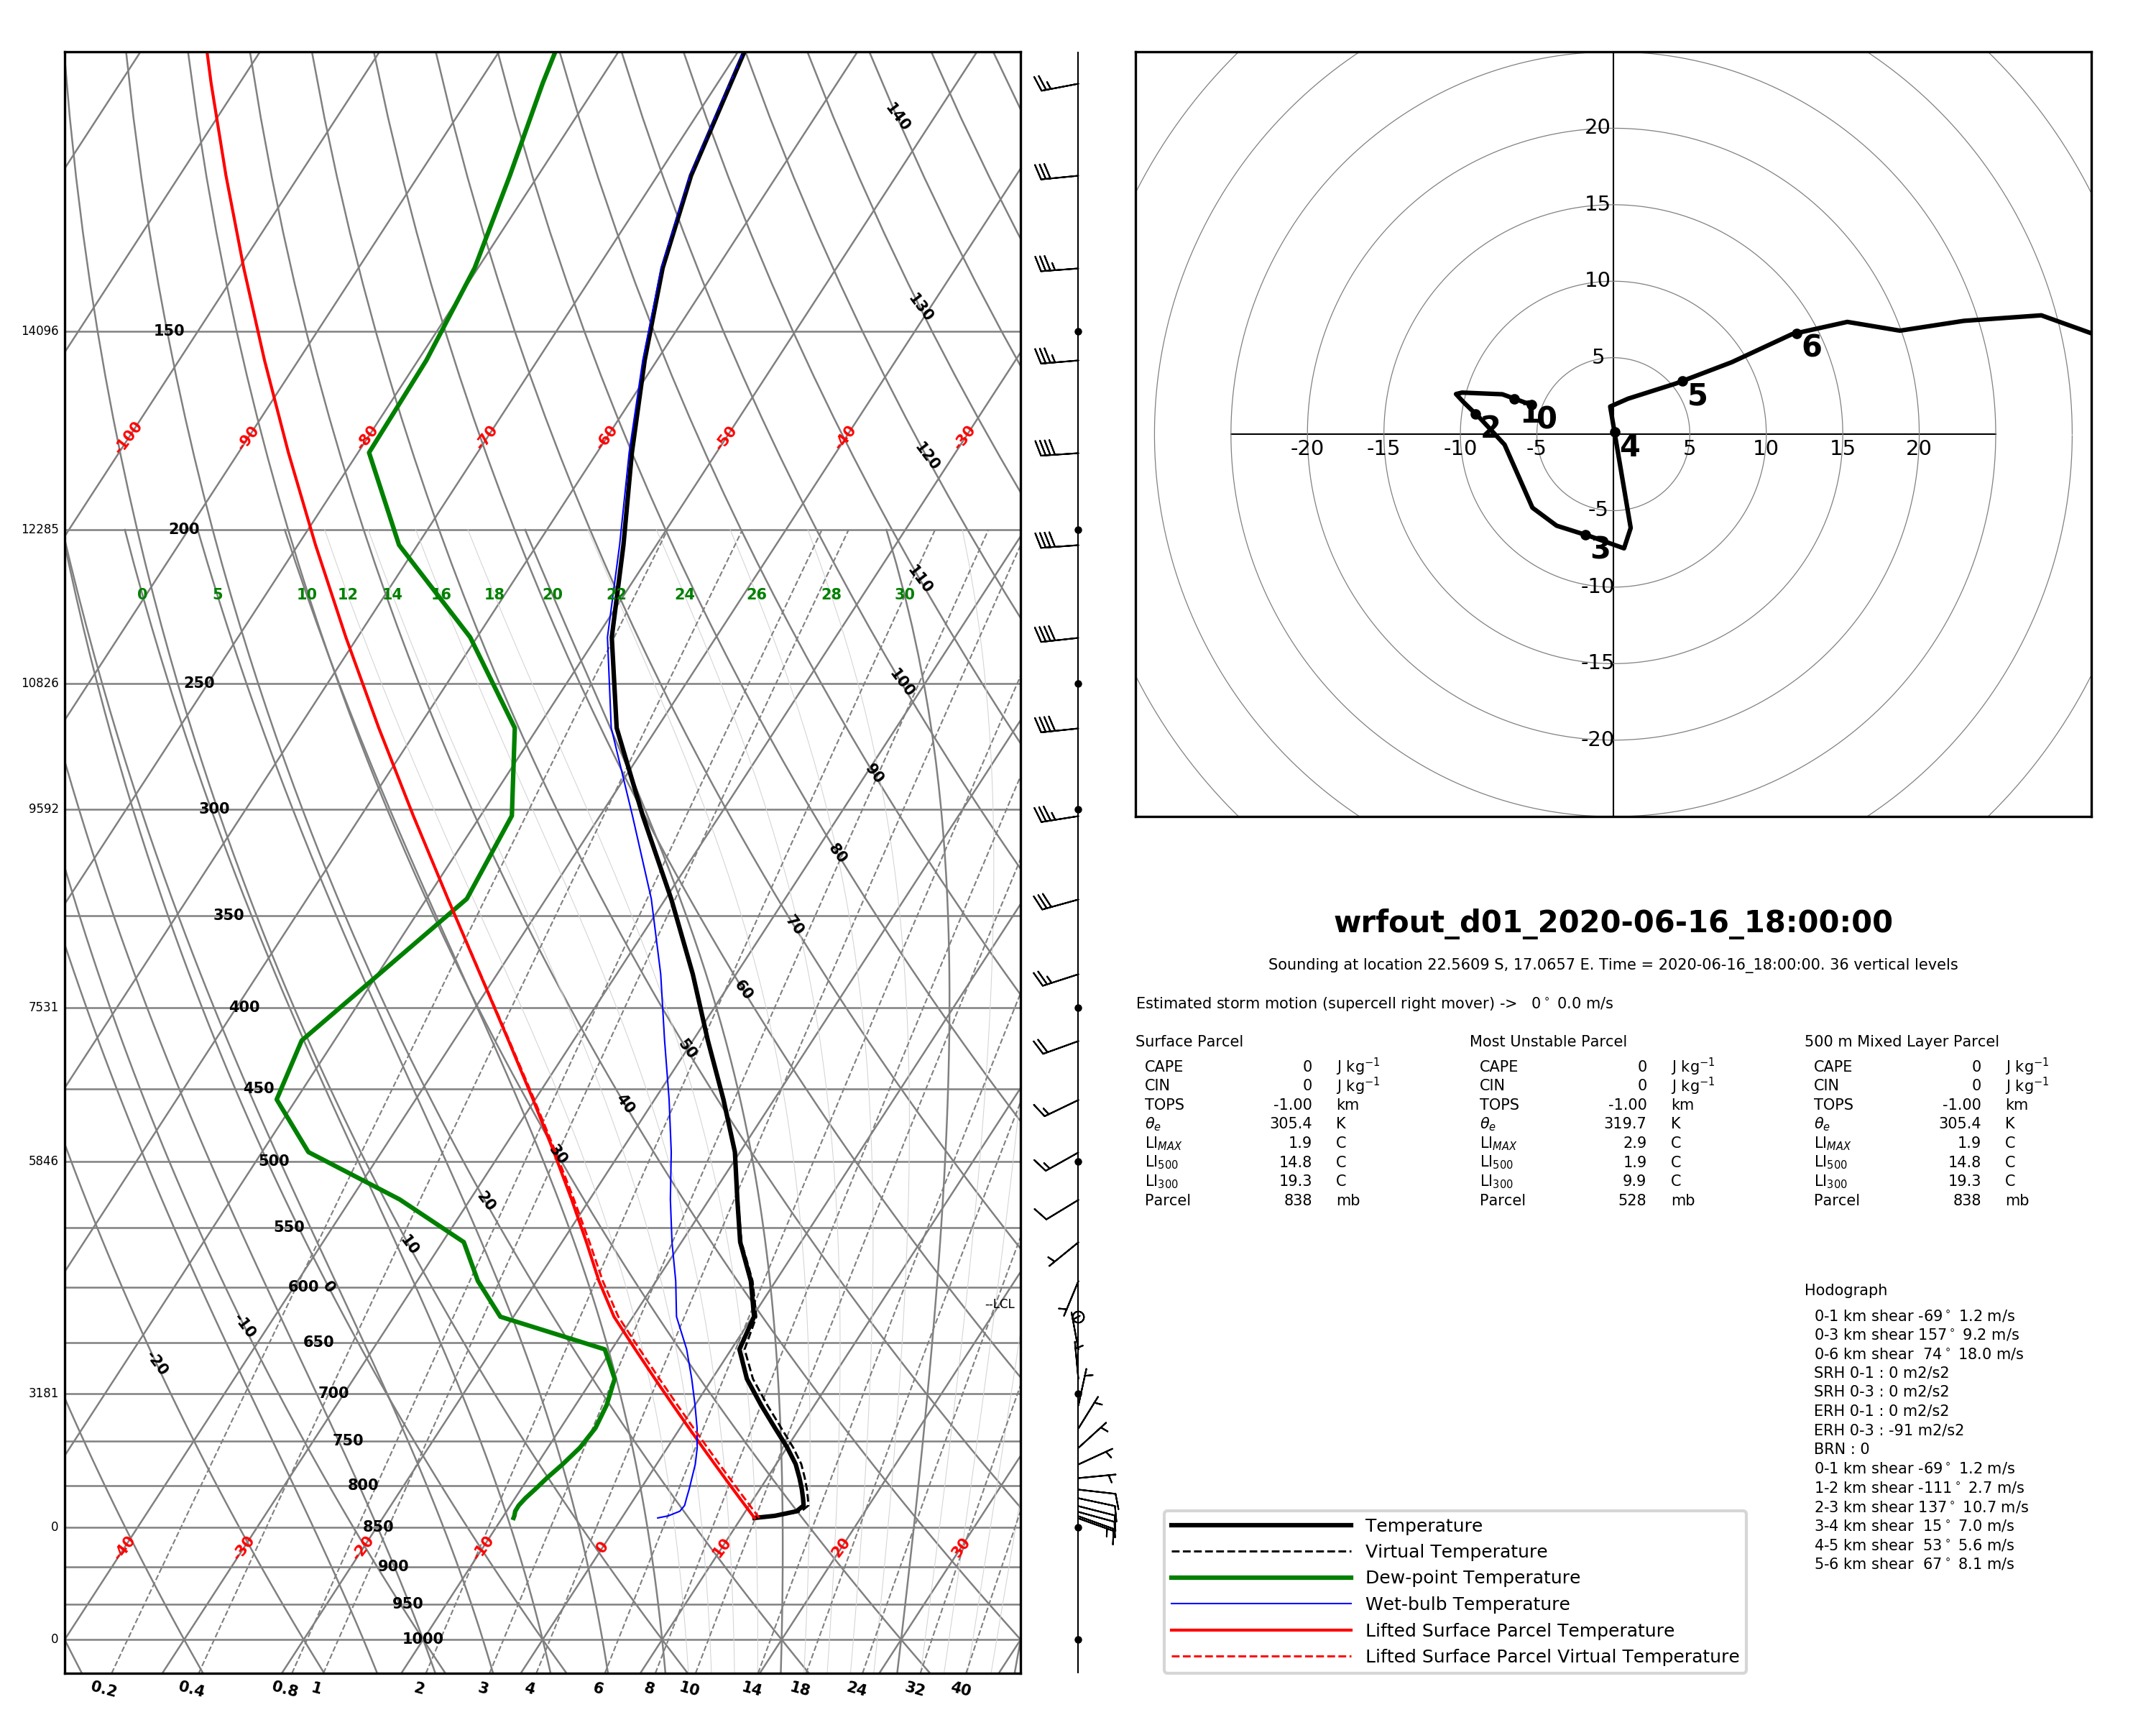 140
130
120
110
100
90
80
70
60
50
40
30
20
10
0
-10
-20
14096 150
-100 -90 -80 -70 -60 -50 -40 -30
12285 200
0 5 10 12 14 16 18 20 22 24 26 28 30
10826 250
9592 300
350
7531 400
450
5846 500
550
600
--LCL
650
3181 700
750
800
0 850
-40 -30 -20 -10 0 10 20 30
900
950
0 1000
0.2 0.4 0.8 1 2 3 4 6 8 10 14 18 24 32 40
20
15
10
5
-20 -15 -10 -5 5 10 15 20
-5
-10
-15
-20
0
1
2
3
4
5
6
wrfout_d01_2020-06-16_18:00:00
Sounding at location 22.5609 S, 17.0657 E. Time = 2020-06-16_18:00:00. 36 vertical levels
Estimated storm motion (supercell right mover) -> 0° 0.0 m/s
Surface Parcel
CAPE 0 J kg⁻¹
CIN 0 J kg⁻¹
TOPS -1.00 km
θe 305.4 K
LIMAX 1.9 C
LI500 14.8 C
LI300 19.3 C
Parcel 838 mb
Most Unstable Parcel
CAPE 0 J kg⁻¹
CIN 0 J kg⁻¹
TOPS -1.00 km
θe 319.7 K
LIMAX 2.9 C
LI500 1.9 C
LI300 9.9 C
Parcel 528 mb
500 m Mixed Layer Parcel
CAPE 0 J kg⁻¹
CIN 0 J kg⁻¹
TOPS -1.00 km
θe 305.4 K
LIMAX 1.9 C
LI500 14.8 C
LI300 19.3 C
Parcel 838 mb
Hodograph
0-1 km shear -69° 1.2 m/s
0-3 km shear 157° 9.2 m/s
0-6 km shear 74° 18.0 m/s
SRH 0-1 : 0 m2/s2
SRH 0-3 : 0 m2/s2
ERH 0-1 : 0 m2/s2
ERH 0-3 : -91 m2/s2
BRN : 0
0-1 km shear -69° 1.2 m/s
1-2 km shear -111° 2.7 m/s
2-3 km shear 137° 10.7 m/s
3-4 km shear 15° 7.0 m/s
4-5 km shear 53° 5.6 m/s
5-6 km shear 67° 8.1 m/s
Temperature
Virtual Temperature
Dew-point Temperature
Wet-bulb Temperature
Lifted Surface Parcel Temperature
Lifted Surface Parcel Virtual Temperature